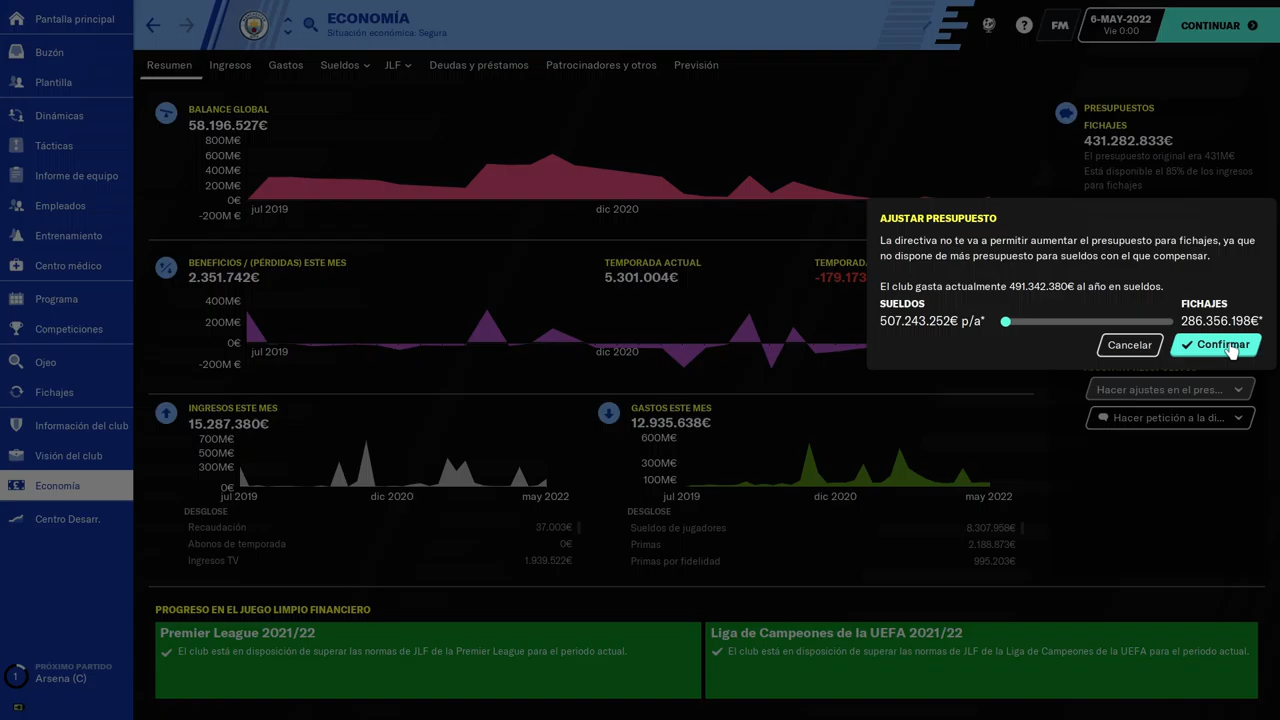 Pantalla principal
Buzón
Plantilla
Dinámicas
Tácticas
Informe de equipo
Empleados
Entrenamiento
Centro médico
Programa
Competiciones
Ojeo
Fichajes
Información del club
Visión del club
Economía
Centro Desarr.
PRÓXIMO PARTIDO
1
Arsena (C)
ECONOMÍA
Situación económica: Segura
?
FM
6-MAY-2022
Vie 0:00
CONTINUAR
Resumen
Ingresos
Gastos
Sueldos
JLF
Deudas y préstamos
Patrocinadores y otros
Previsión
BALANCE GLOBAL
58.196.527€
800M€
600M€
400M€
200M€
0€
-200M €
jul 2019
dic 2020
PRESUPUESTOS
FICHAJES
431.282.833€
El presupuesto original era 431M€
Está disponible el 85% de los ingresos
para fichajes
AJUSTAR PRESUPUESTO
La directiva no te va a permitir aumentar el presupuesto para fichajes, ya que
no dispone de más presupuesto para sueldos con el que compensar.
El club gasta actualmente 491.342.380€ al año en sueldos.
SUELDOS
FICHAJES
507.243.252€ p/a*
286.356.198€*
Cancelar
Confirmar
Hacer ajustes en el pres...
Hacer petición a la di...
BENEFICIOS / (PÉRDIDAS) ESTE MES
2.351.742€
TEMPORADA ACTUAL
5.301.004€
TEMPORAD
-179.173
400M€
200M€
0€
-200M €
jul 2019
dic 2020
INGRESOS ESTE MES
15.287.380€
700M€
500M€
300M€
0€
jul 2019
dic 2020
may 2022
DESGLOSE
Recaudación
37.003€
Abonos de temporada
0€
Ingresos TV
1.939.522€
GASTOS ESTE MES
12.935.638€
600M€
300M€
100M€
jul 2019
dic 2020
may 2022
DESGLOSE
Sueldos de jugadores
8.307.958€
Primas
2.188.873€
Primas por fidelidad
995.203€
PROGRESO EN EL JUEGO LIMPIO FINANCIERO
Premier League 2021/22
El club está en disposición de superar las normas de JLF de la Premier League para el periodo actual.
Liga de Campeones de la UEFA 2021/22
El club está en disposición de superar las normas de JLF de la Liga de Campeones de la UEFA para el periodo actual.